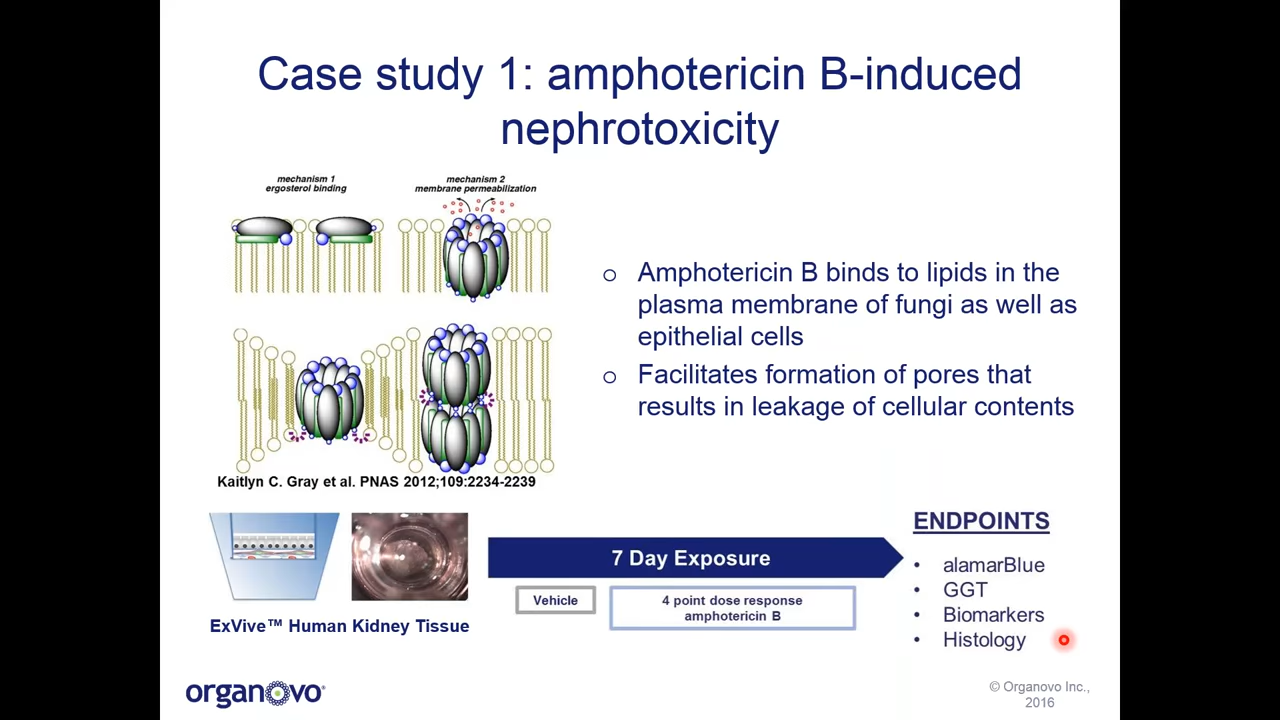 Case study 1: amphotericin B-induced
nephrotoxicity
mechanism 1
ergosterol binding
mechanism 2
membrane permeabilization
Kaitlyn C. Gray et al. PNAS 2012;109:2234-2239
o Amphotericin B binds to lipids in the
plasma membrane of fungi as well as
epithelial cells
o Facilitates formation of pores that
results in leakage of cellular contents
ExVive™ Human Kidney Tissue
7 Day Exposure
Vehicle
4 point dose response
amphotericin B
ENDPOINTS
• alamarBlue
• GGT
• Biomarkers
• Histology
organovo®
© Organovo Inc.,
2016